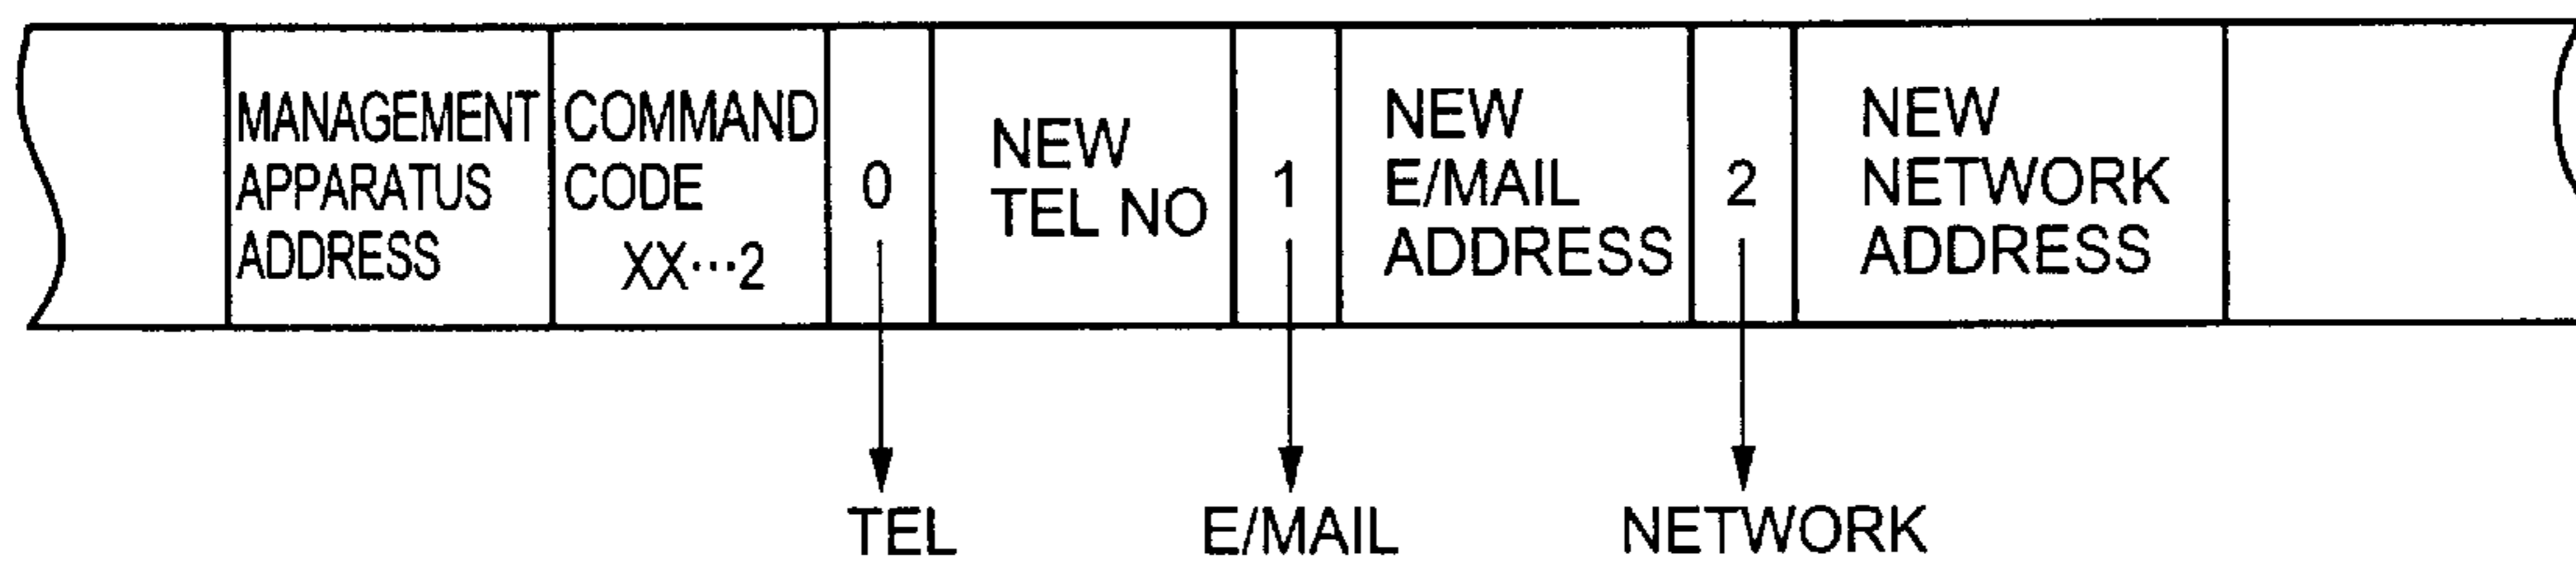 MANAGEMENT
APPARATUS
ADDRESS
COMMAND
CODE
XX···2
0
NEW
TEL NO
1
NEW
E/MAIL
ADDRESS
2
NEW
NETWORK
ADDRESS
TEL
E/MAIL
NETWORK